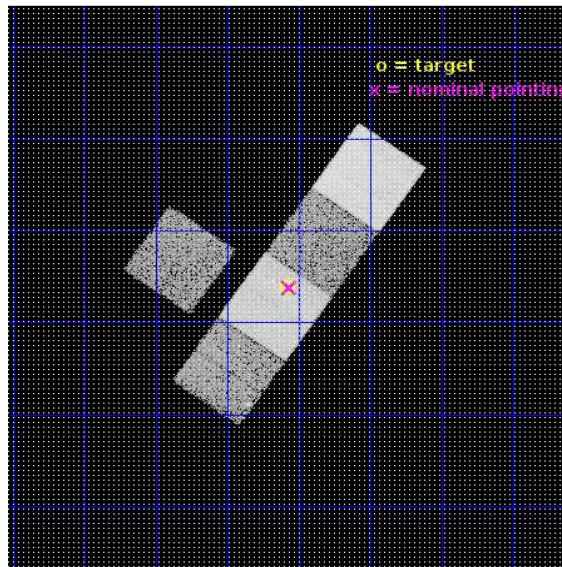 o = target
x = nominal pointing